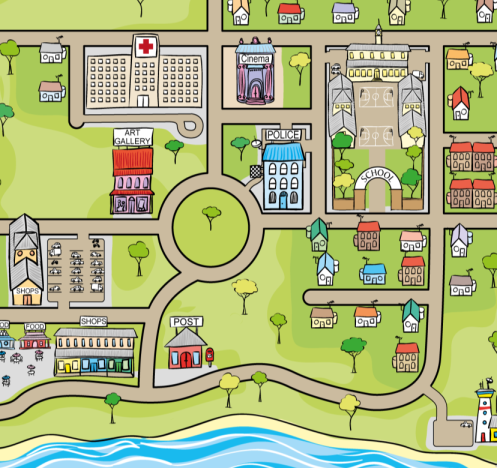 Cinema
ART
GALLERY
POLICE
SCHOOL
SHOPS
FOOD
SHOPS
POST